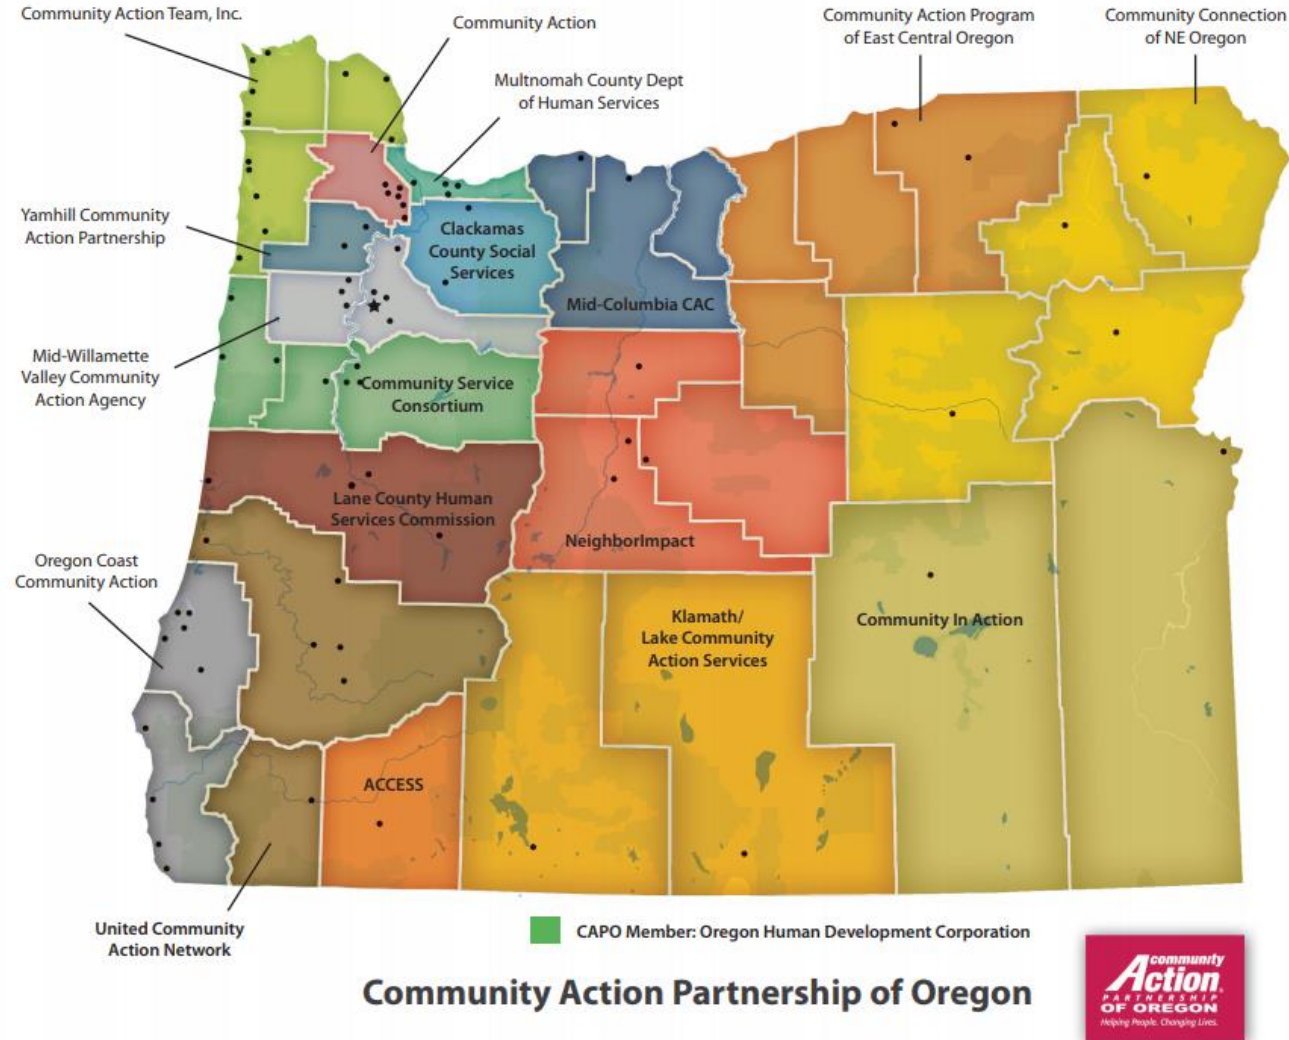 Community Action Team, Inc.
Community Action
Multnomah County Dept
of Human Services
Community Action Program
of East Central Oregon
Community Connection
of NE Oregon
Yamhill Community
Action Partnership
Clackamas
County Social
Services
Mid-Columbia CAC
Mid-Willamette
Valley Community
Action Agency
Community Service
Consortium
Lane County Human
Services Commission
NeighborImpact
Oregon Coast
Community Action
Klamath/
Lake Community
Action Services
Community In Action
ACCESS
United Community
Action Network
CAPO Member: Oregon Human Development Corporation
Community Action Partnership of Oregon
community
Action
PARTNERSHIP
OF OREGON
Helping People. Changing Lives.